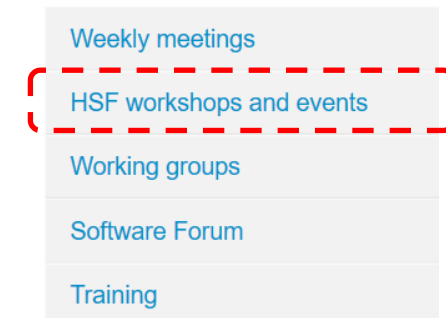 Weekly meetings
HSF workshops and events
Working groups
Software Forum
Training